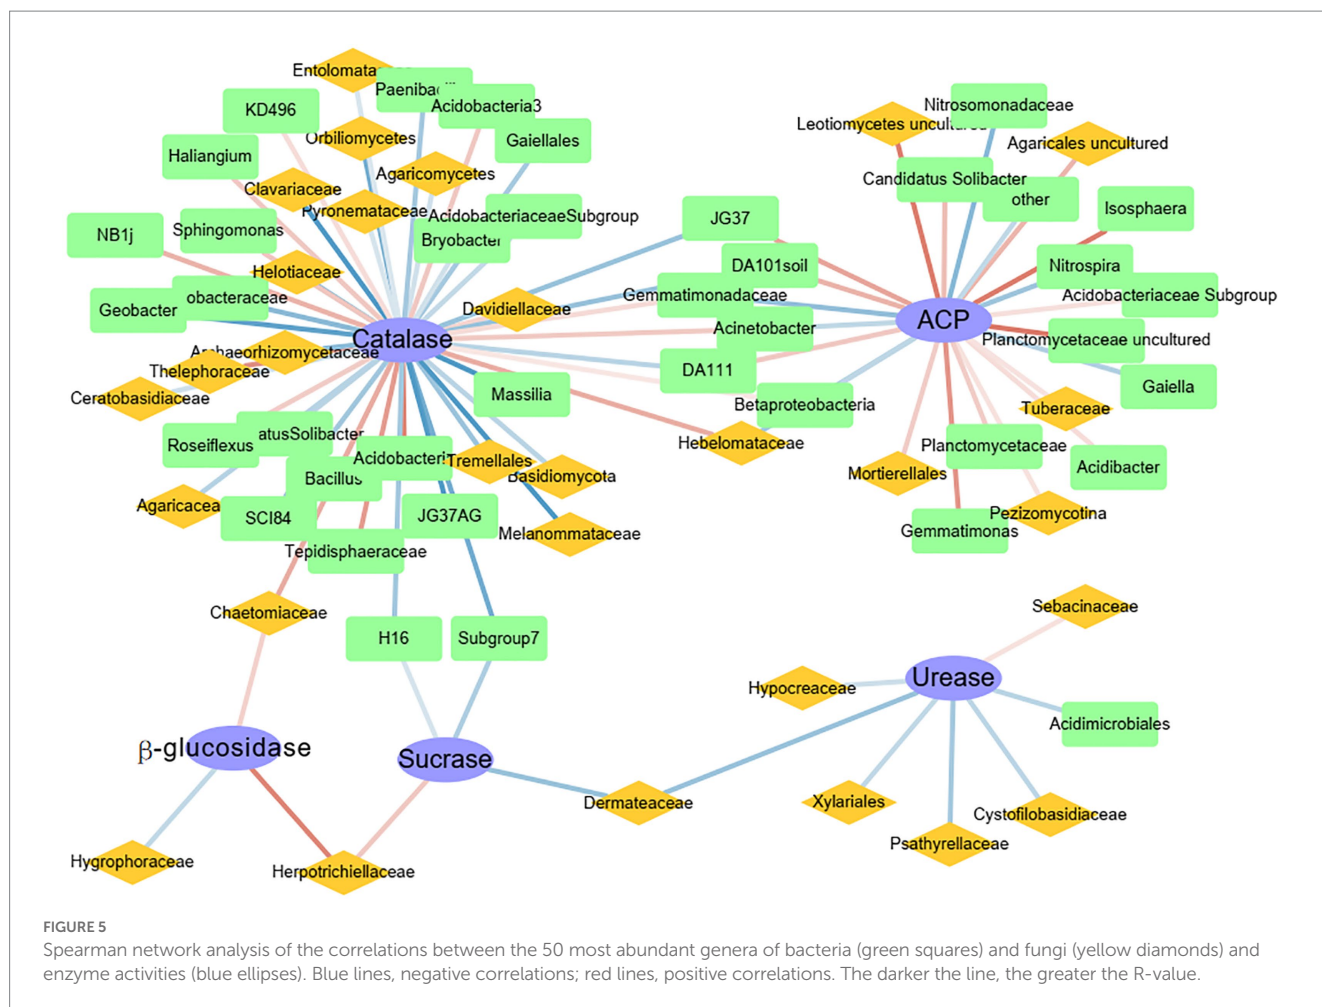 Entolomata
Paenibac
KD496
Acidobacteria3
Orbiliomycetes
Gaiellales
Haliangium
Agaricomycetes
Clavariaceae
Pyronemataceae
AcidobacteriaceaeSubgroup
Sphingomonas
NB1j
Bryobacter
Helotiaceae
obacteraceae
Geobacter
Davidiellaceae
Catalase
Archaeorhizomycetaceae
Thelephoraceae
Ceratobasidiaceae
Massilia
Roseiflexus
atusSolibacter
Acidobacteri
Tremellales
Basidiomycota
Bacillus
Agaricacea
SCI84
JG37AG
Melanommataceae
Tepidisphaeraceae
Chaetomiaceae
H16
Subgroup7
JG37
DA101soil
Gemmatimonadaceae
Acinetobacter
DA111
Betaproteobacteria
Hebelomataceae
Nitrosomonadaceae
Leotiomycetes uncultured
Agaricales uncultured
Candidatus Solibacter
other
Isosphaera
Nitrospira
Acidobacteriaceae Subgroup
ACP
Planctomycetaceae uncultured
Gaiella
Tuberaceae
Planctomycetaceae
Mortierellales
Acidibacter
Pezizomycotina
Gemmatimonas
Sebacinaceae
Urease
Hypocreaceae
Acidimicrobiales
Xylariales
Cystofilobasidiaceae
Psathyrellaceae
β-glucosidase
Sucrase
Dermateaceae
Hygrophoraceae
Herpotrichiellaceae
FIGURE 5
Spearman network analysis of the correlations between the 50 most abundant genera of bacteria (green squares) and fungi (yellow diamonds) and
enzyme activities (blue ellipses). Blue lines, negative correlations; red lines, positive correlations. The darker the line, the greater the R-value.